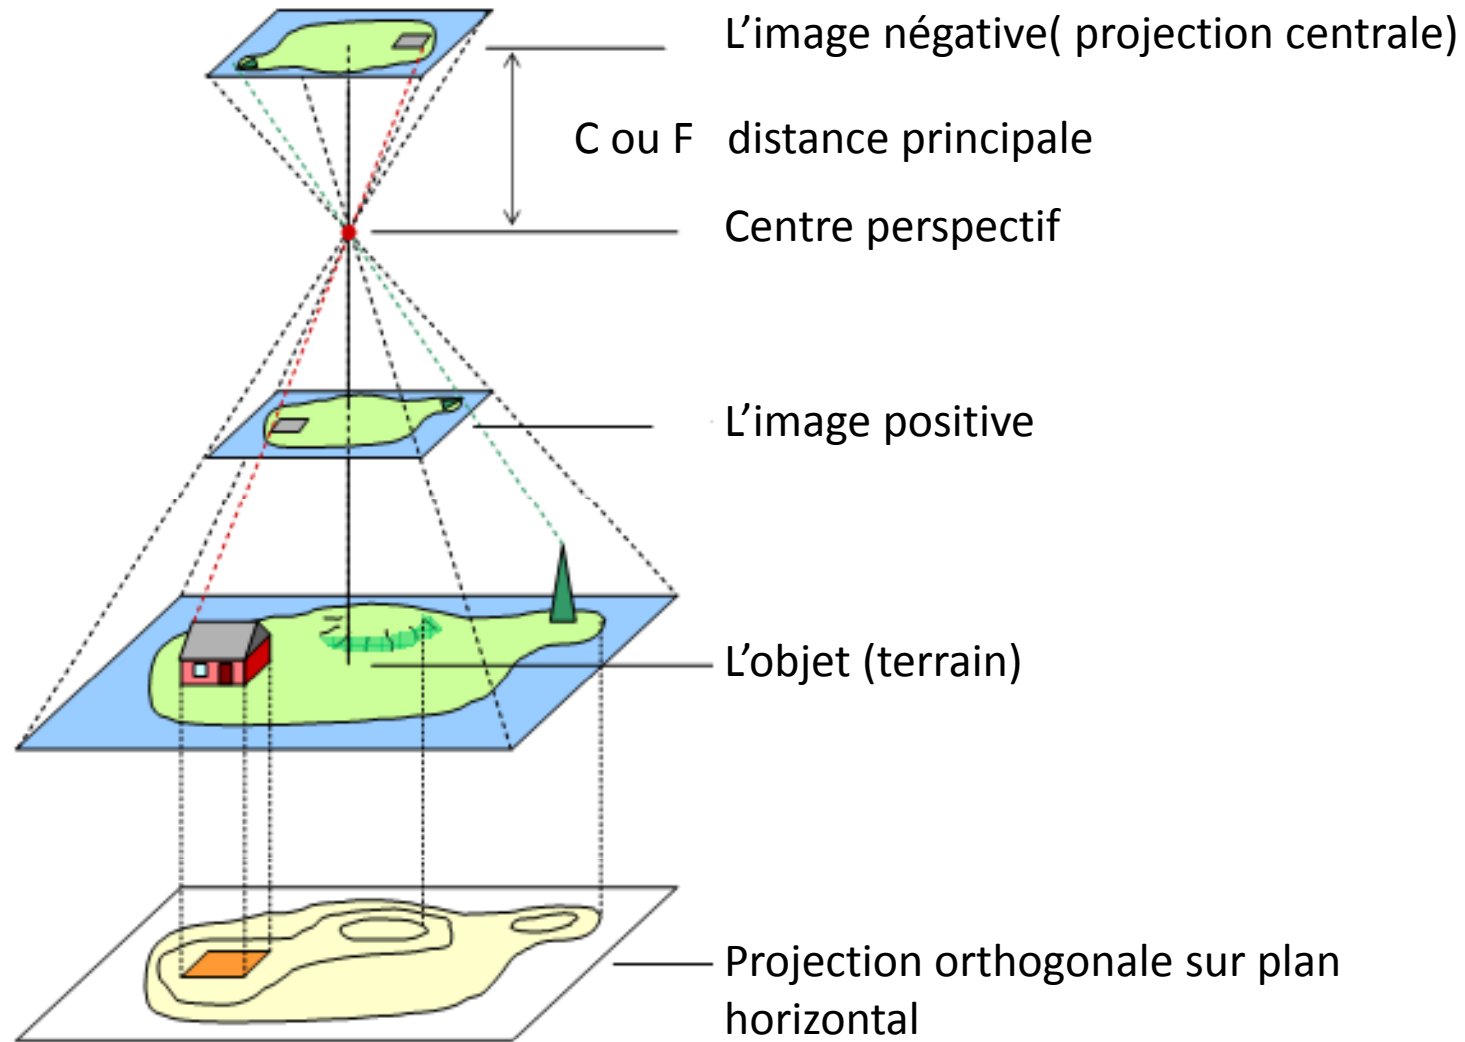 L’image négative( projection centrale)
C ou F distance principale
Centre perspectif
L’image positive
L’objet (terrain)
Projection orthogonale sur plan
horizontal